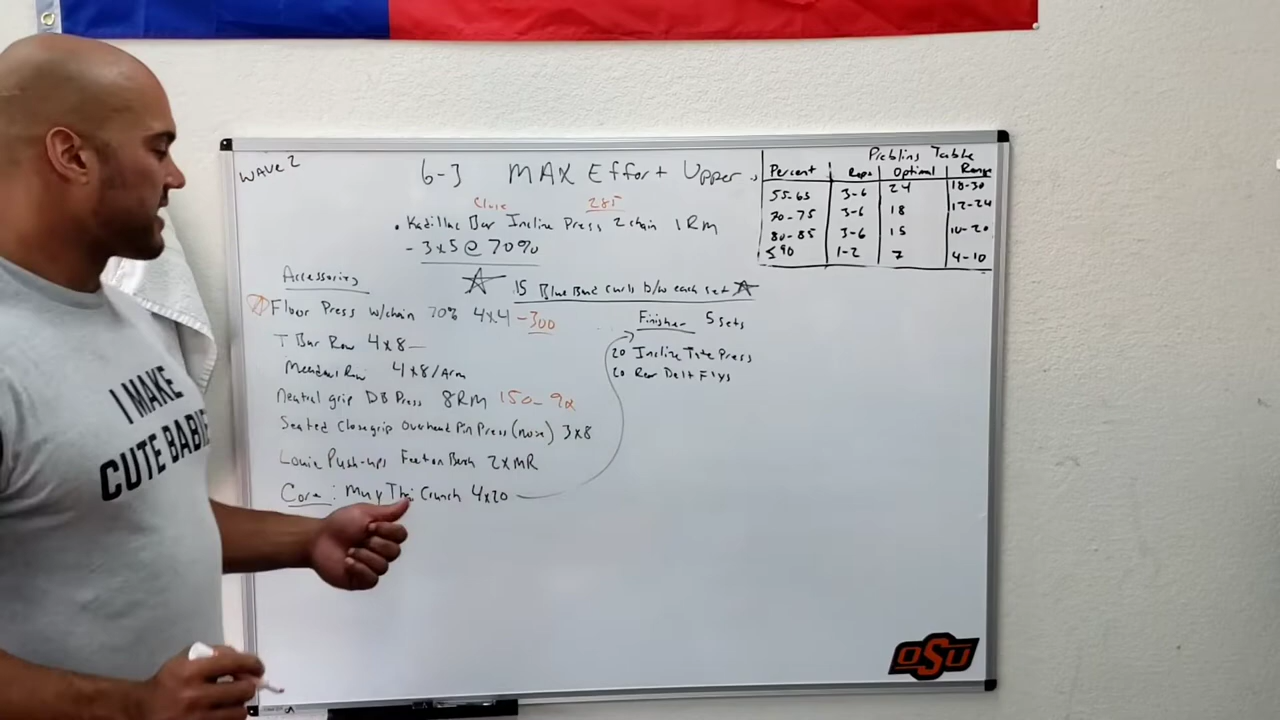 WAVE 2
6-3 MAX Effort Upper
Close 285
• Kadillac Bar Incline Press 2 chain 1RM
- 3x5 @ 70%
Accessories
15 Blue Band curls b/w each set
Floor Press w/chain 70% 4x4 - 300
T Bar Row 4x8
Meadows Row 4x8/Arm
Neutral grip DB Press 8RM 150- 9x
Seated Closegrip Overhead Pin Press (nose) 3x8
Louie Push-ups Feet on Bench 2xMR
Core: Muy Thi Crunch 4x20
Finisher 5 sets
20 Incline Tate Press
20 Rear Delt Flys
Prehlins Table
Percent Reps Optimal Range
55-65 3-6 24 18-30
70-75 3-6 18 12-24
80-85 3-6 15 10-20
≤90 1-2 7 4-10
I MAKE
CUTE BABIE
OSU